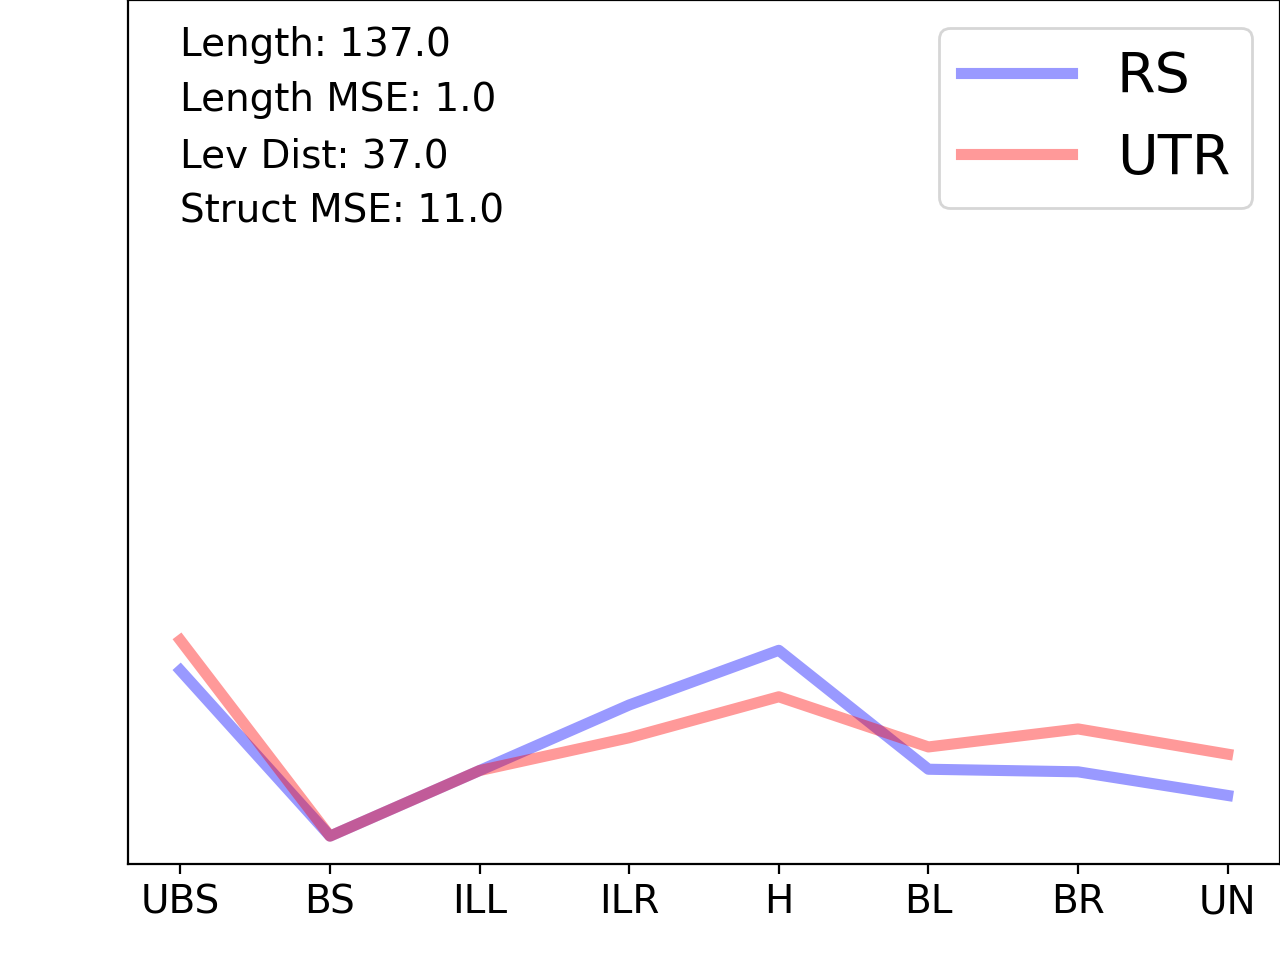 Length: 137.0
Length MSE: 1.0
Lev Dist: 37.0
Struct MSE: 11.0
RS
UTR
UBS BS ILL ILR H BL BR UN